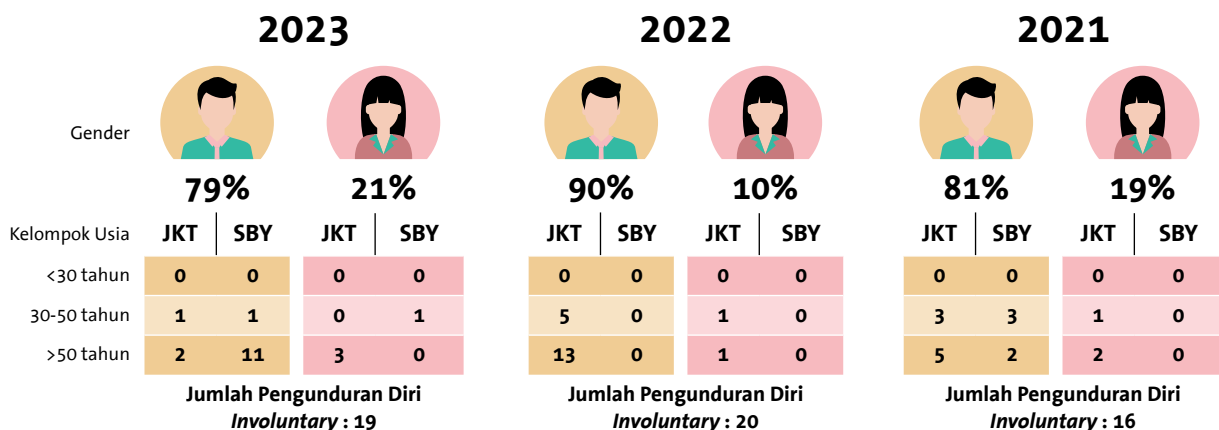 2023 2022 2021
Gender
79% 21% 90% 10% 81% 19%
Kelompok Usia JKT SBY JKT SBY JKT SBY JKT SBY JKT SBY JKT SBY
<30 tahun 0 0 0 0 0 0 0 0 0 0 0 0
30-50 tahun 1 1 0 1 5 0 1 0 3 3 1 0
>50 tahun 2 11 3 0 13 0 1 0 5 2 2 0
Jumlah Pengunduran Diri Jumlah Pengunduran Diri Jumlah Pengunduran Diri
Involuntary : 19 Involuntary : 20 Involuntary : 16